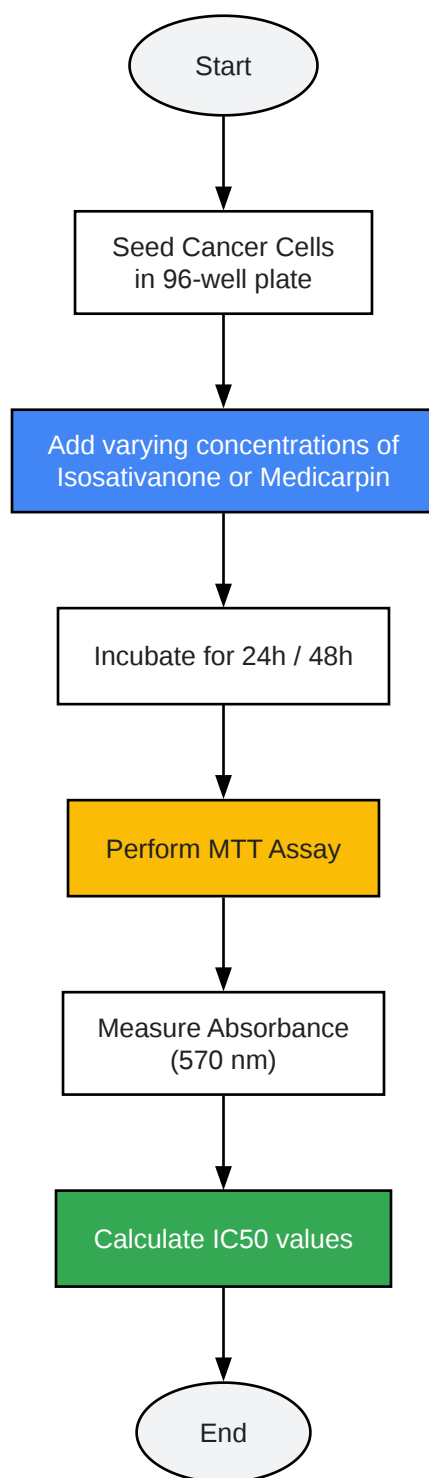 Start
Seed Cancer Cells
in 96-well plate
Add varying concentrations of
Isosativanone or Medicarpin
Incubate for 24h / 48h
Perform MTT Assay
Measure Absorbance
(570 nm)
Calculate IC50 values
End